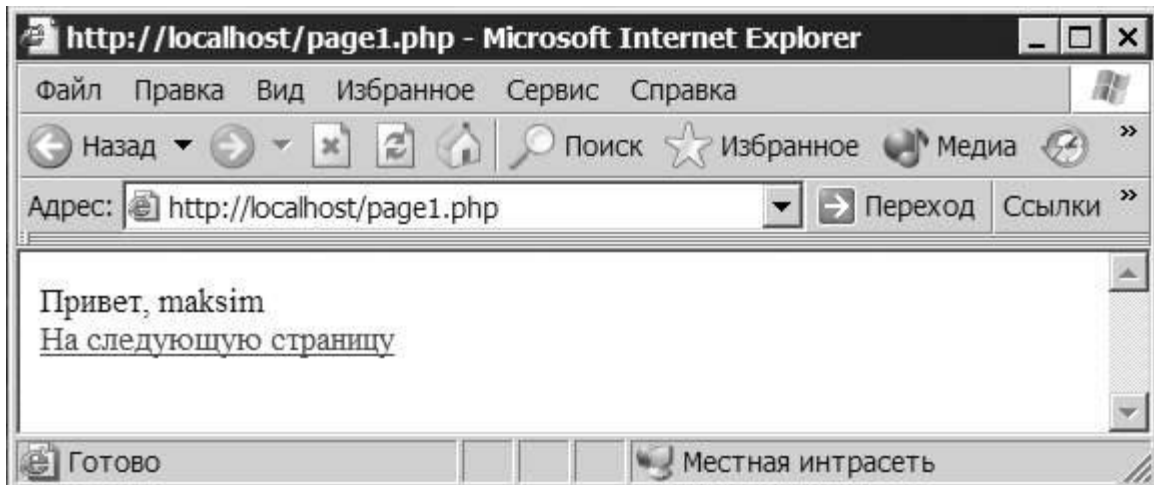 http://localhost/page1.php - Microsoft Internet Explorer
Файл Правка Вид Избранное Сервис Справка
Назад Поиск Избранное Медиа »
Адрес: http://localhost/page1.php Переход Ссылки »
Привет, maksim
На следующую страницу
Готово Местная интрасеть